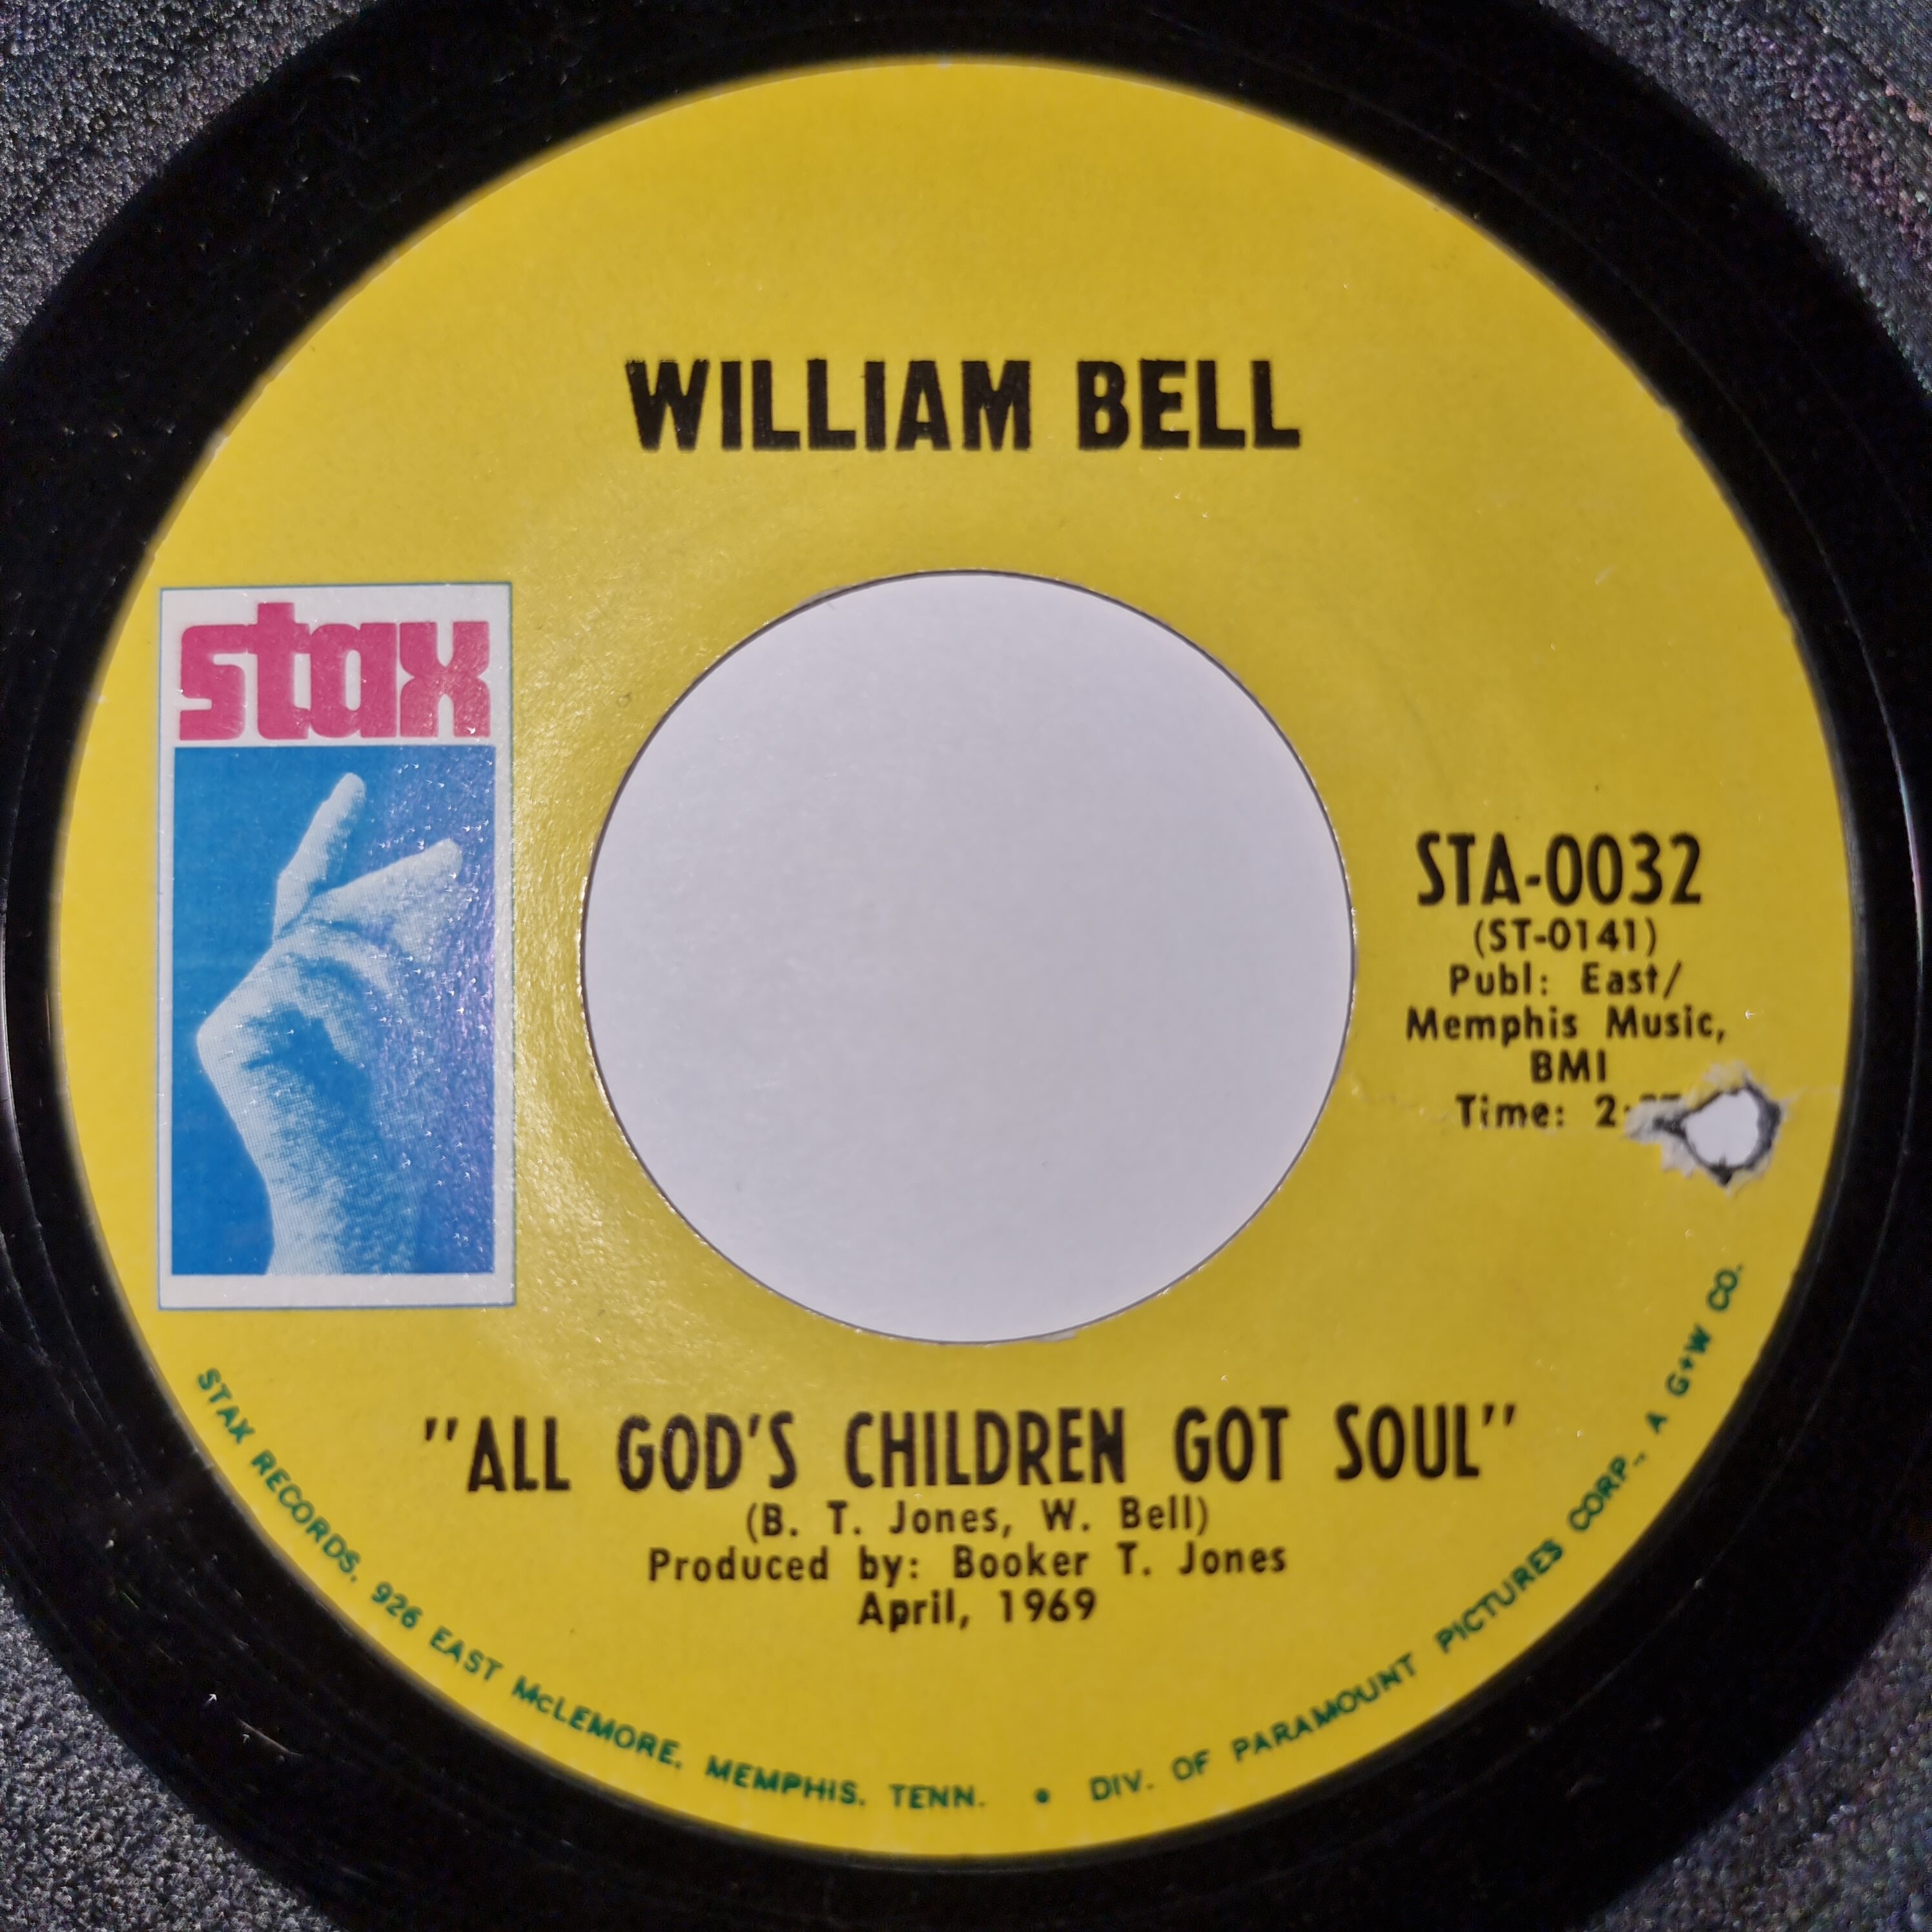 WILLIAM BELL
stax
STA-0032
(ST-0141)
Publ: East/
Memphis Music,
BMI
Time: 2:
"ALL GOD'S CHILDREN GOT SOUL"
(B. T. Jones, W. Bell)
Produced by: Booker T. Jones
April, 1969
STAX RECORDS, 926 EAST McLEMORE, MEMPHIS, TENN. • DIV. OF PARAMOUNT PICTURES CORP., A G+W CO.